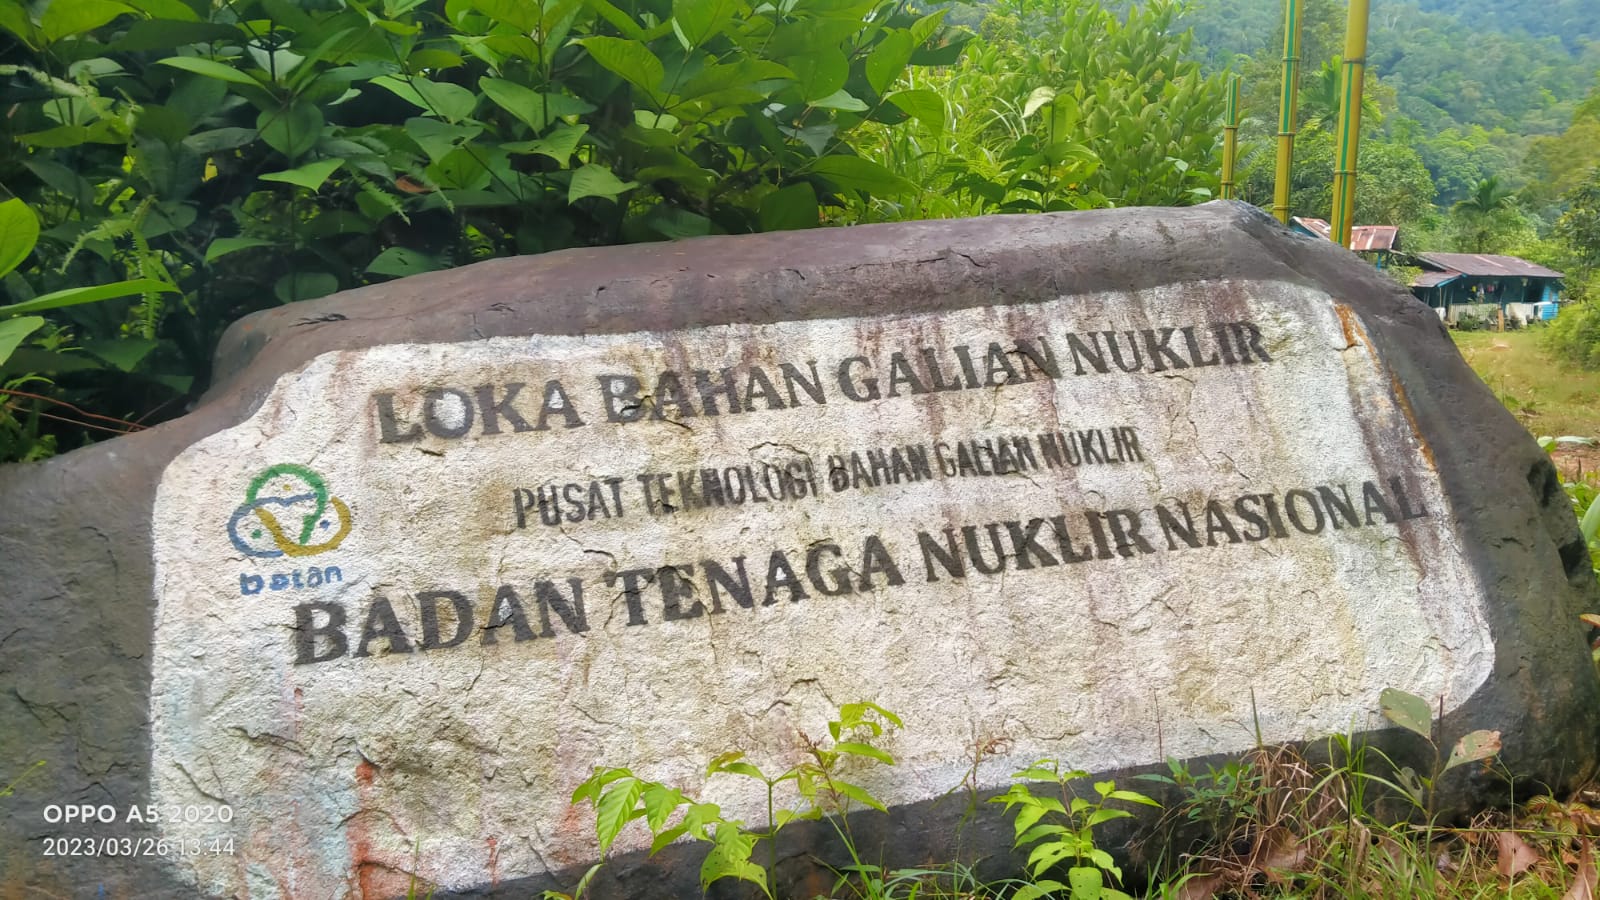 LOKA BAHAN GALIAN NUKLIR
PUSAT TEKNOLOGI BAHAN GALIAN NUKLIR
batan
BADAN TENAGA NUKLIR NASIONAL
OPPO A5 2020
2023/03/26 13:44